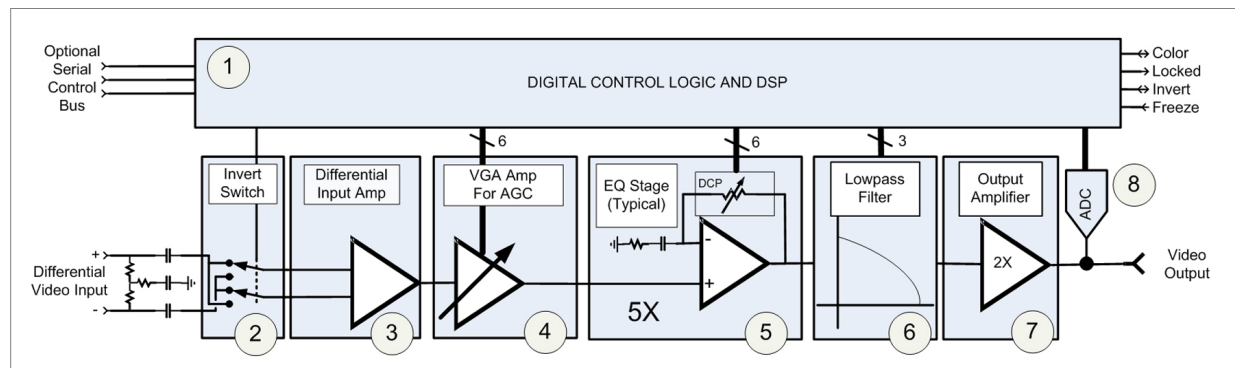 Optional
Serial
Control
Bus
1
DIGITAL CONTROL LOGIC AND DSP
Color
Locked
Invert
Freeze
6
6
3
Invert
Switch
Differential
Input Amp
VGA Amp
For AGC
EQ Stage
(Typical)
DCP
Lowpass
Filter
Output
Amplifier
ADC
8
+
Differential
Video Input
-
-
+
2X
Video
Output
5X
2
3
4
5
6
7